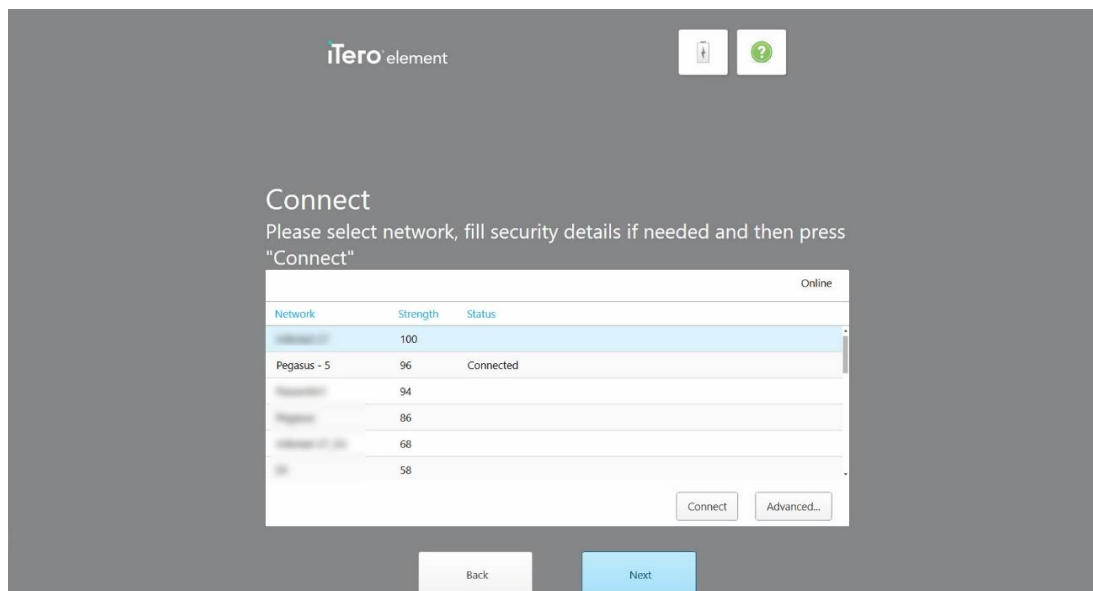 iTero element
?
Connect
Please select network, fill security details if needed and then press
"Connect"
Online
Network Strength Status
100
Pegasus - 5 96 Connected
94
86
68
58
Connect Advanced...
Back Next